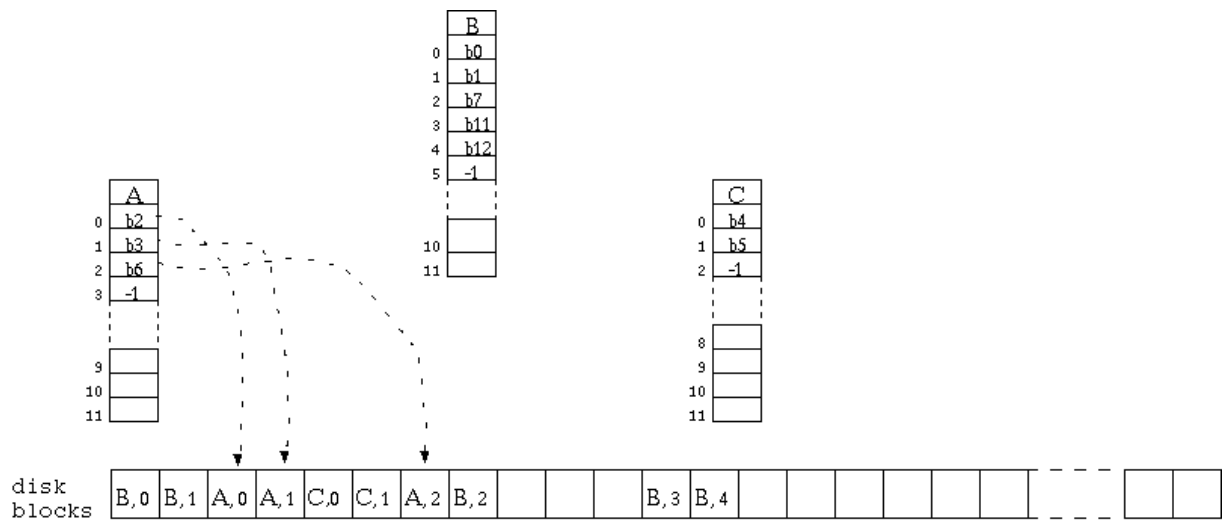 B
0 b0
1 b1
2 b7
3 b11
4 b12
5 -1
10
11
A
0 b2
1 b3
2 b6
3 -1
9
10
11
C
0 b4
1 b5
2 -1
8
9
10
11
disk
blocks
B,0 B,1 A,0 A,1 C,0 C,1 A,2 B,2 B,3 B,4